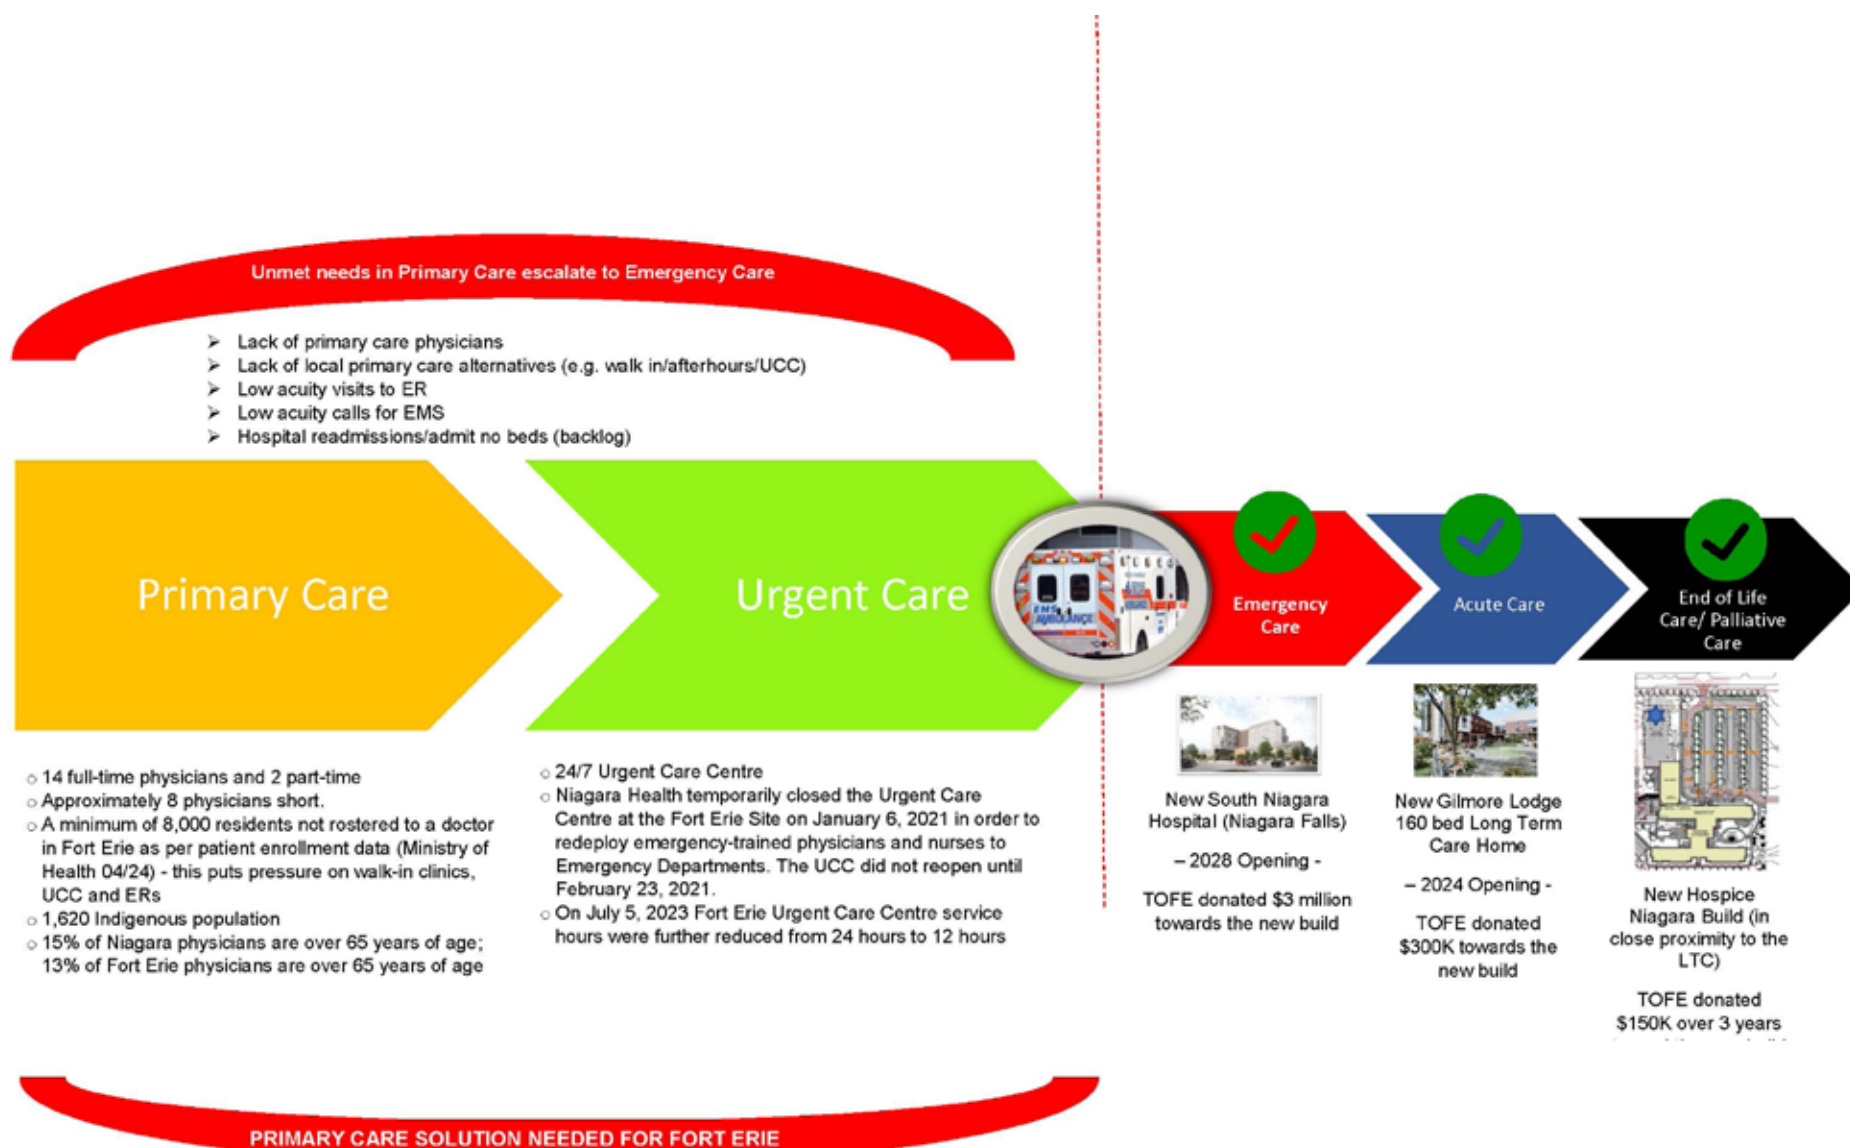 Unmet needs in Primary Care escalate to Emergency Care
➢ Lack of primary care physicians
➢ Lack of local primary care alternatives (e.g. walk in/afterhours/UCC)
➢ Low acuity visits to ER
➢ Low acuity calls for EMS
➢ Hospital readmissions/admit no beds (backlog)
Primary Care
Urgent Care
EMS
AMBULANCE
Emergency
Care
Acute Care
End of Life
Care/ Palliative
Care
○ 14 full-time physicians and 2 part-time
○ Approximately 8 physicians short.
○ A minimum of 8,000 residents not rostered to a doctor
in Fort Erie as per patient enrollment data (Ministry of
Health 04/24) - this puts pressure on walk-in clinics,
UCC and ERs
○ 1,620 Indigenous population
○ 15% of Niagara physicians are over 65 years of age;
13% of Fort Erie physicians are over 65 years of age
○ 24/7 Urgent Care Centre
○ Niagara Health temporarily closed the Urgent Care
Centre at the Fort Erie Site on January 6, 2021 in order to
redeploy emergency-trained physicians and nurses to
Emergency Departments. The UCC did not reopen until
February 23, 2021.
○ On July 5, 2023 Fort Erie Urgent Care Centre service
hours were further reduced from 24 hours to 12 hours
New South Niagara
Hospital (Niagara Falls)
– 2028 Opening -
TOFE donated $3 million
towards the new build
New Gilmore Lodge
160 bed Long Term
Care Home
– 2024 Opening -
TOFE donated
$300K towards the
new build
New Hospice
Niagara Build (in
close proximity to the
LTC)
TOFE donated
$150K over 3 years
PRIMARY CARE SOLUTION NEEDED FOR FORT ERIE